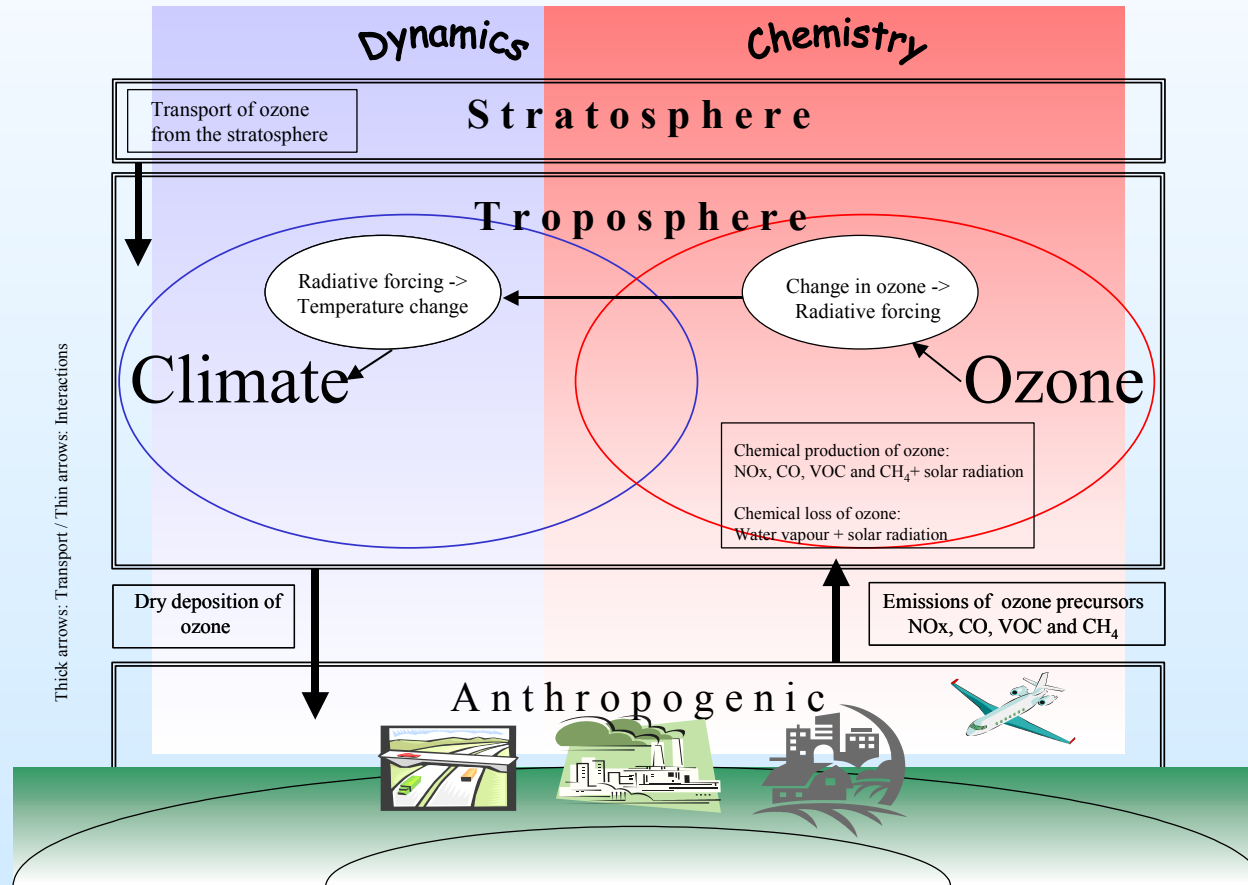 Dynamics
Chemistry
Transport of ozone
from the stratosphere
Stratosphere
Troposphere
Radiative forcing ->
Temperature change
Change in ozone ->
Radiative forcing
Climate
Ozone
Chemical production of ozone:
NOx, CO, VOC and CH₄+ solar radiation
Chemical loss of ozone:
Water vapour + solar radiation
Thick arrows: Transport / Thin arrows: Interactions
Dry deposition of
ozone
Emissions of ozone precursors
NOx, CO, VOC and CH₄
Anthropogenic